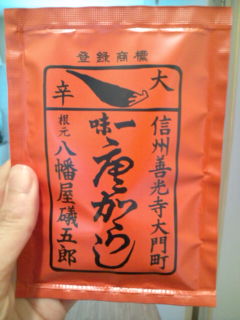 登録商標
大辛
信州善光寺大門町
一味唐がらし
根元 八幡屋礒五郎